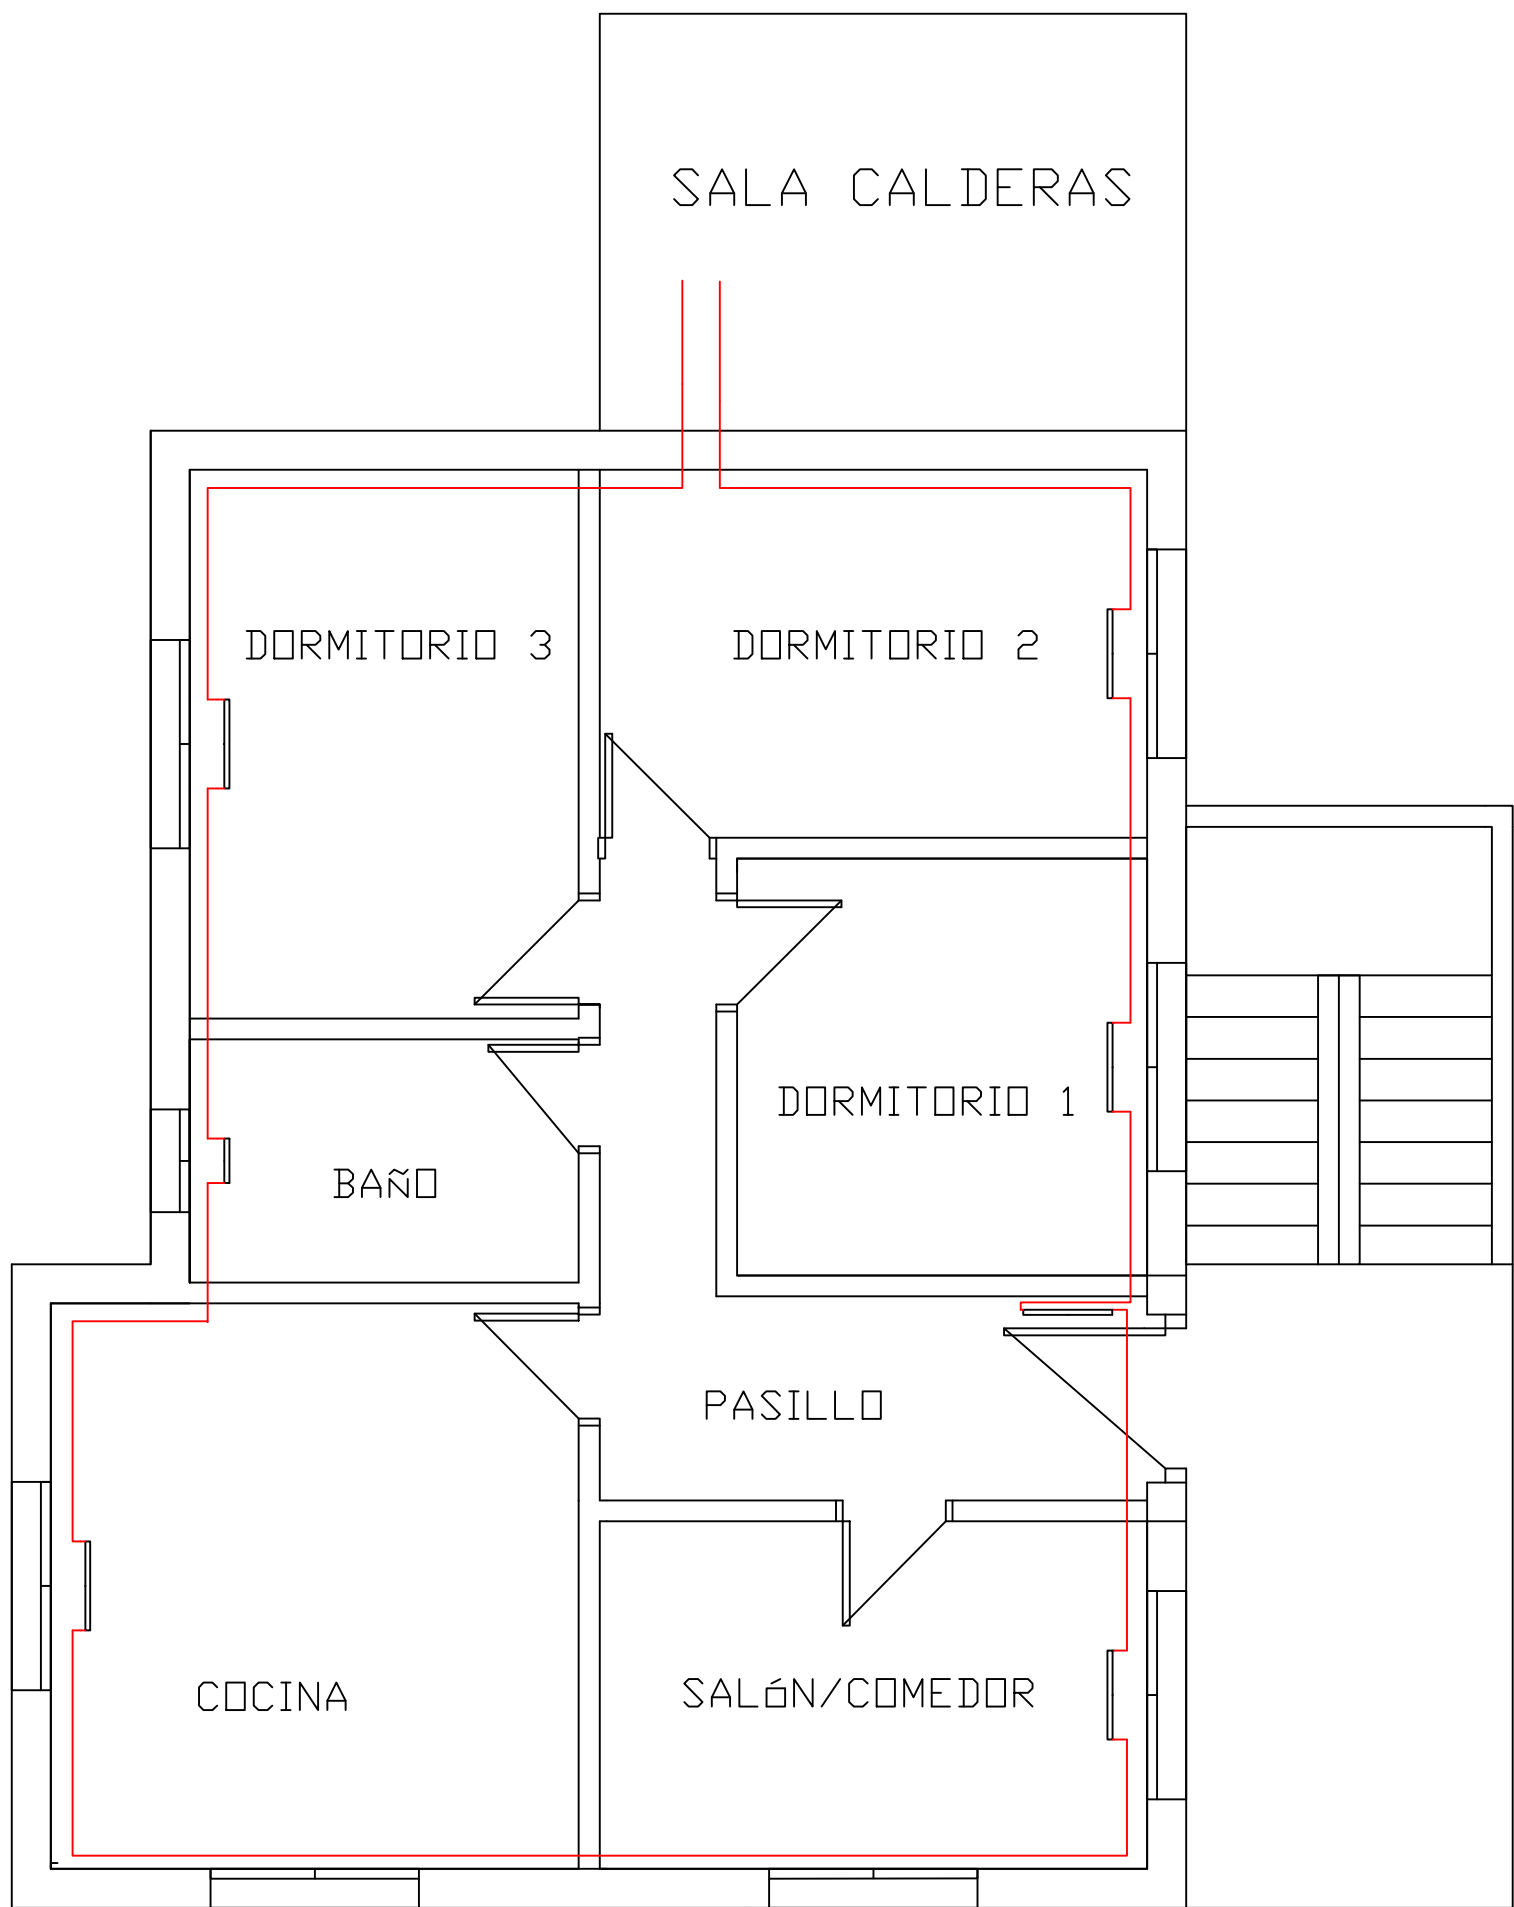 SALA CALDERAS
DORMITORIO 3
DORMITORIO 2
DORMITORIO 1
BAÑO
PASILLO
COCINA
SALóN/COMEDOR